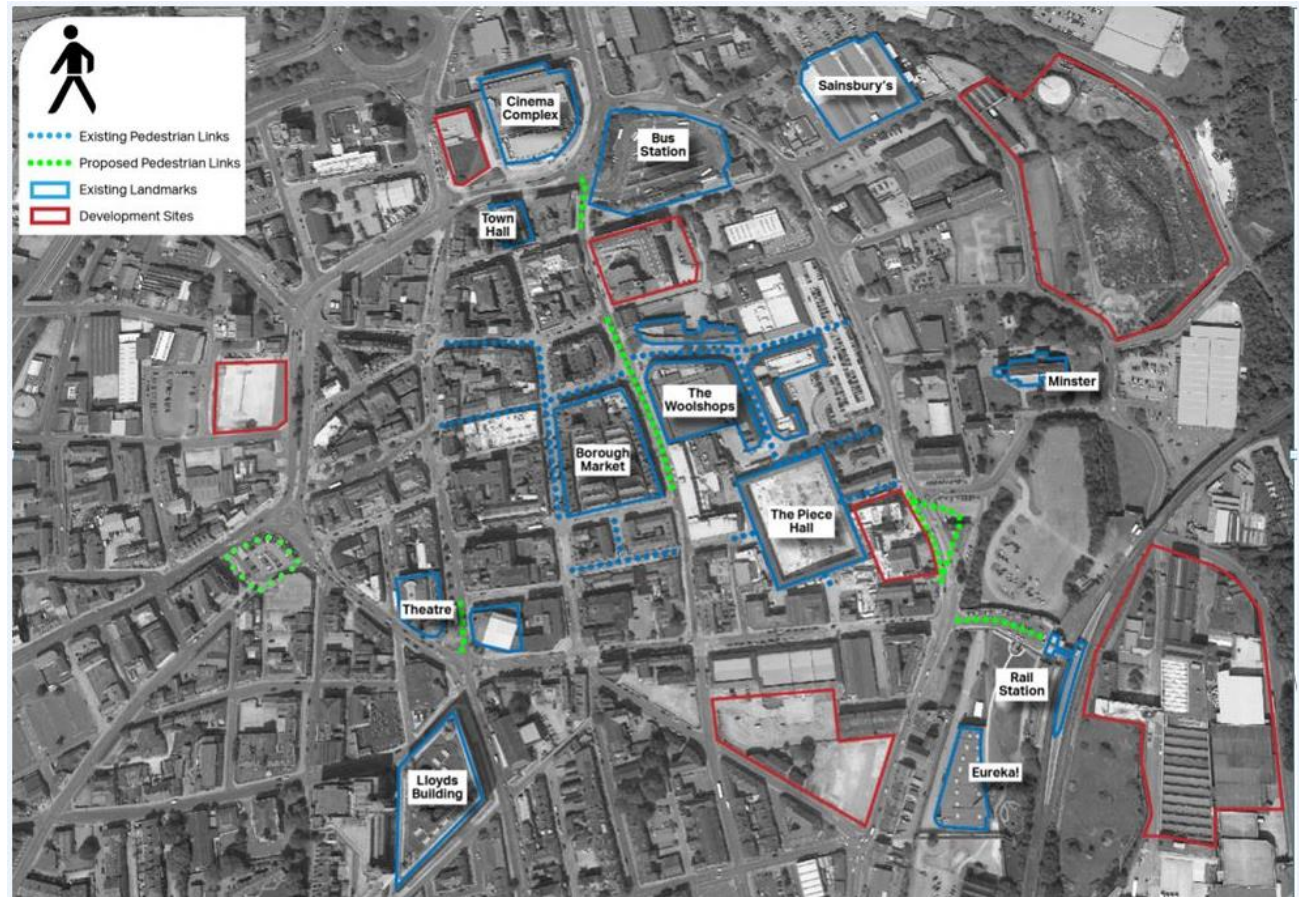 Existing Pedestrian Links
Proposed Pedestrian Links
Existing Landmarks
Development Sites
Cinema
Complex
Sainsbury's
Bus
Station
Town
Hall
The
Woolshops
Minster
Borough
Market
The Piece
Hall
Theatre
Rail
Station
Lloyds
Building
Eureka!